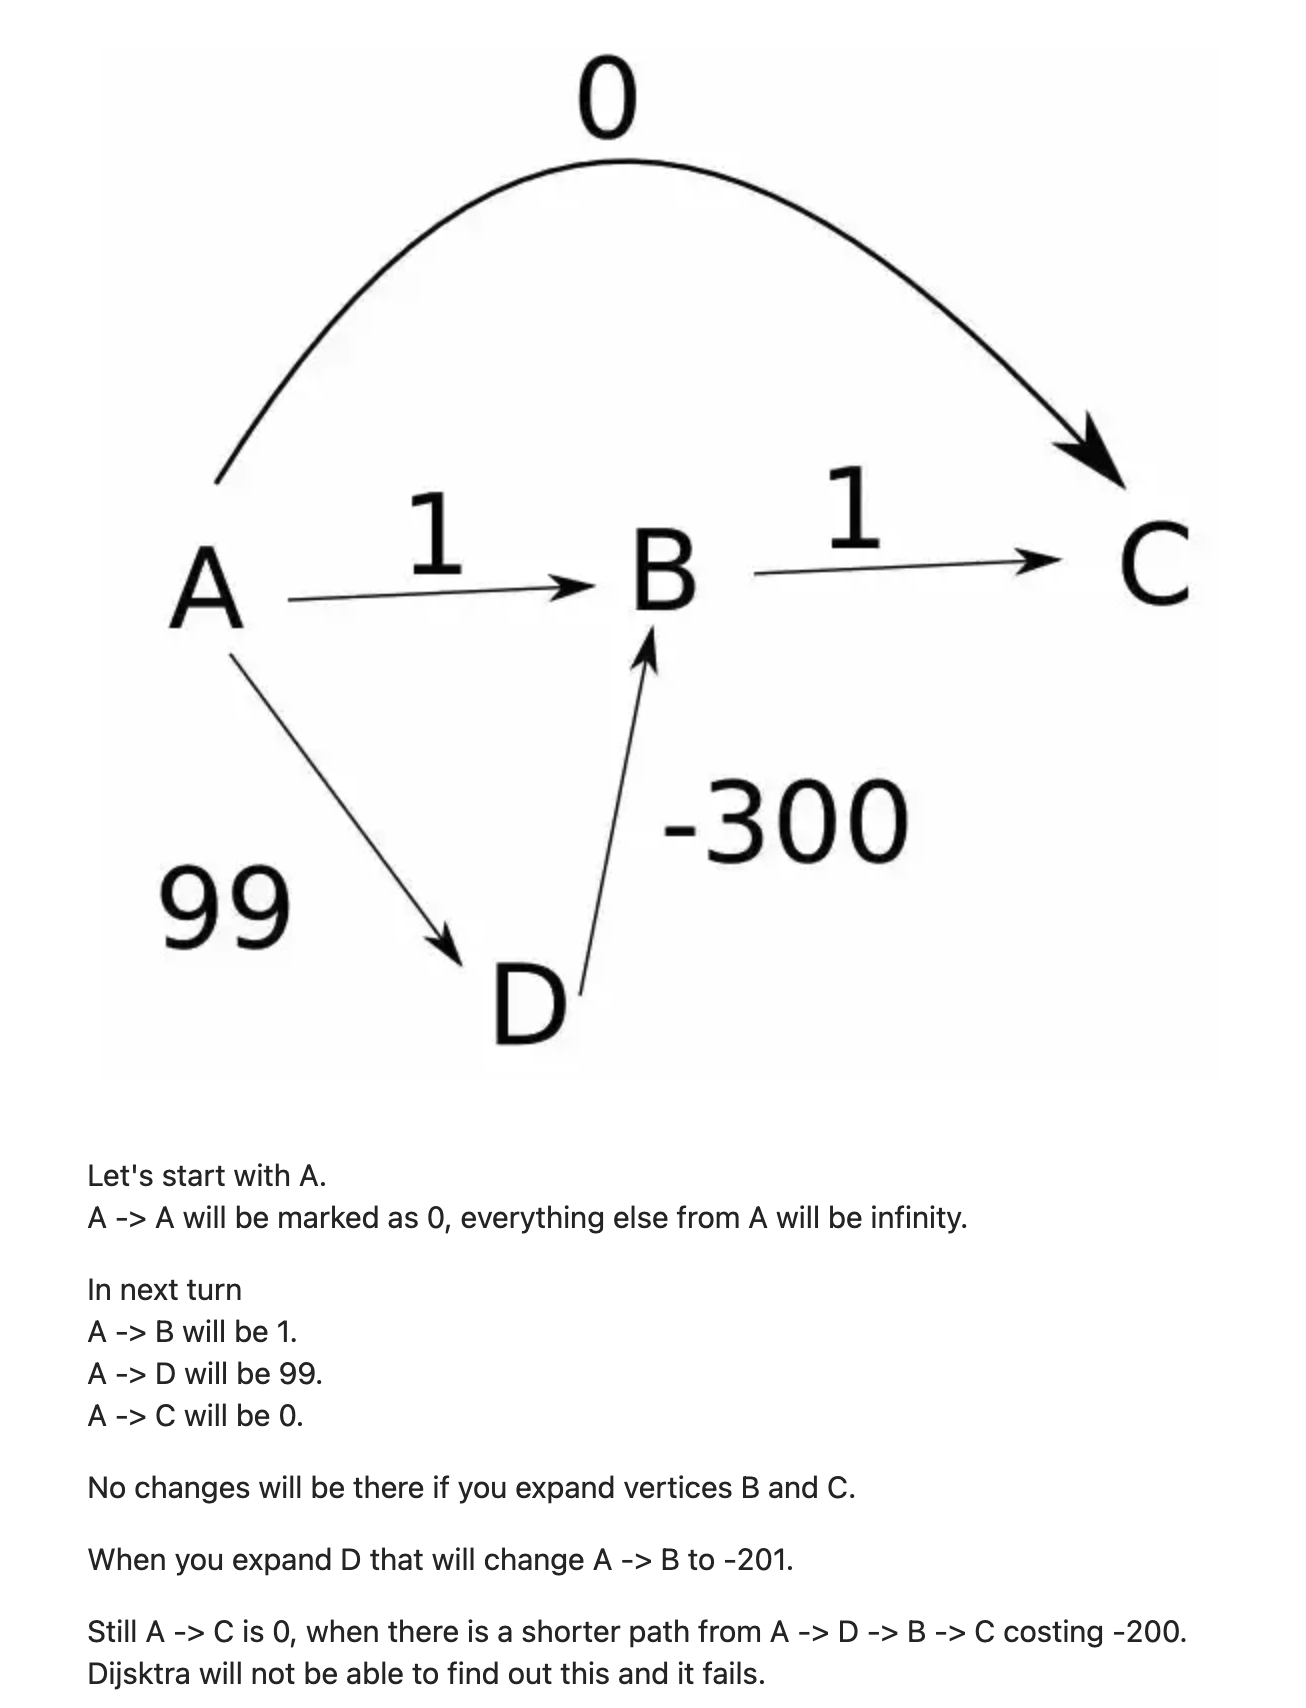 0
1
1
A
B
C
-300
99
D
Let's start with A.
A -> A will be marked as 0, everything else from A will be infinity.
In next turn
A -> B will be 1.
A -> D will be 99.
A -> C will be 0.
No changes will be there if you expand vertices B and C.
When you expand D that will change A -> B to -201.
Still A -> C is 0, when there is a shorter path from A -> D -> B -> C costing -200.
Dijsktra will not be able to find out this and it fails.